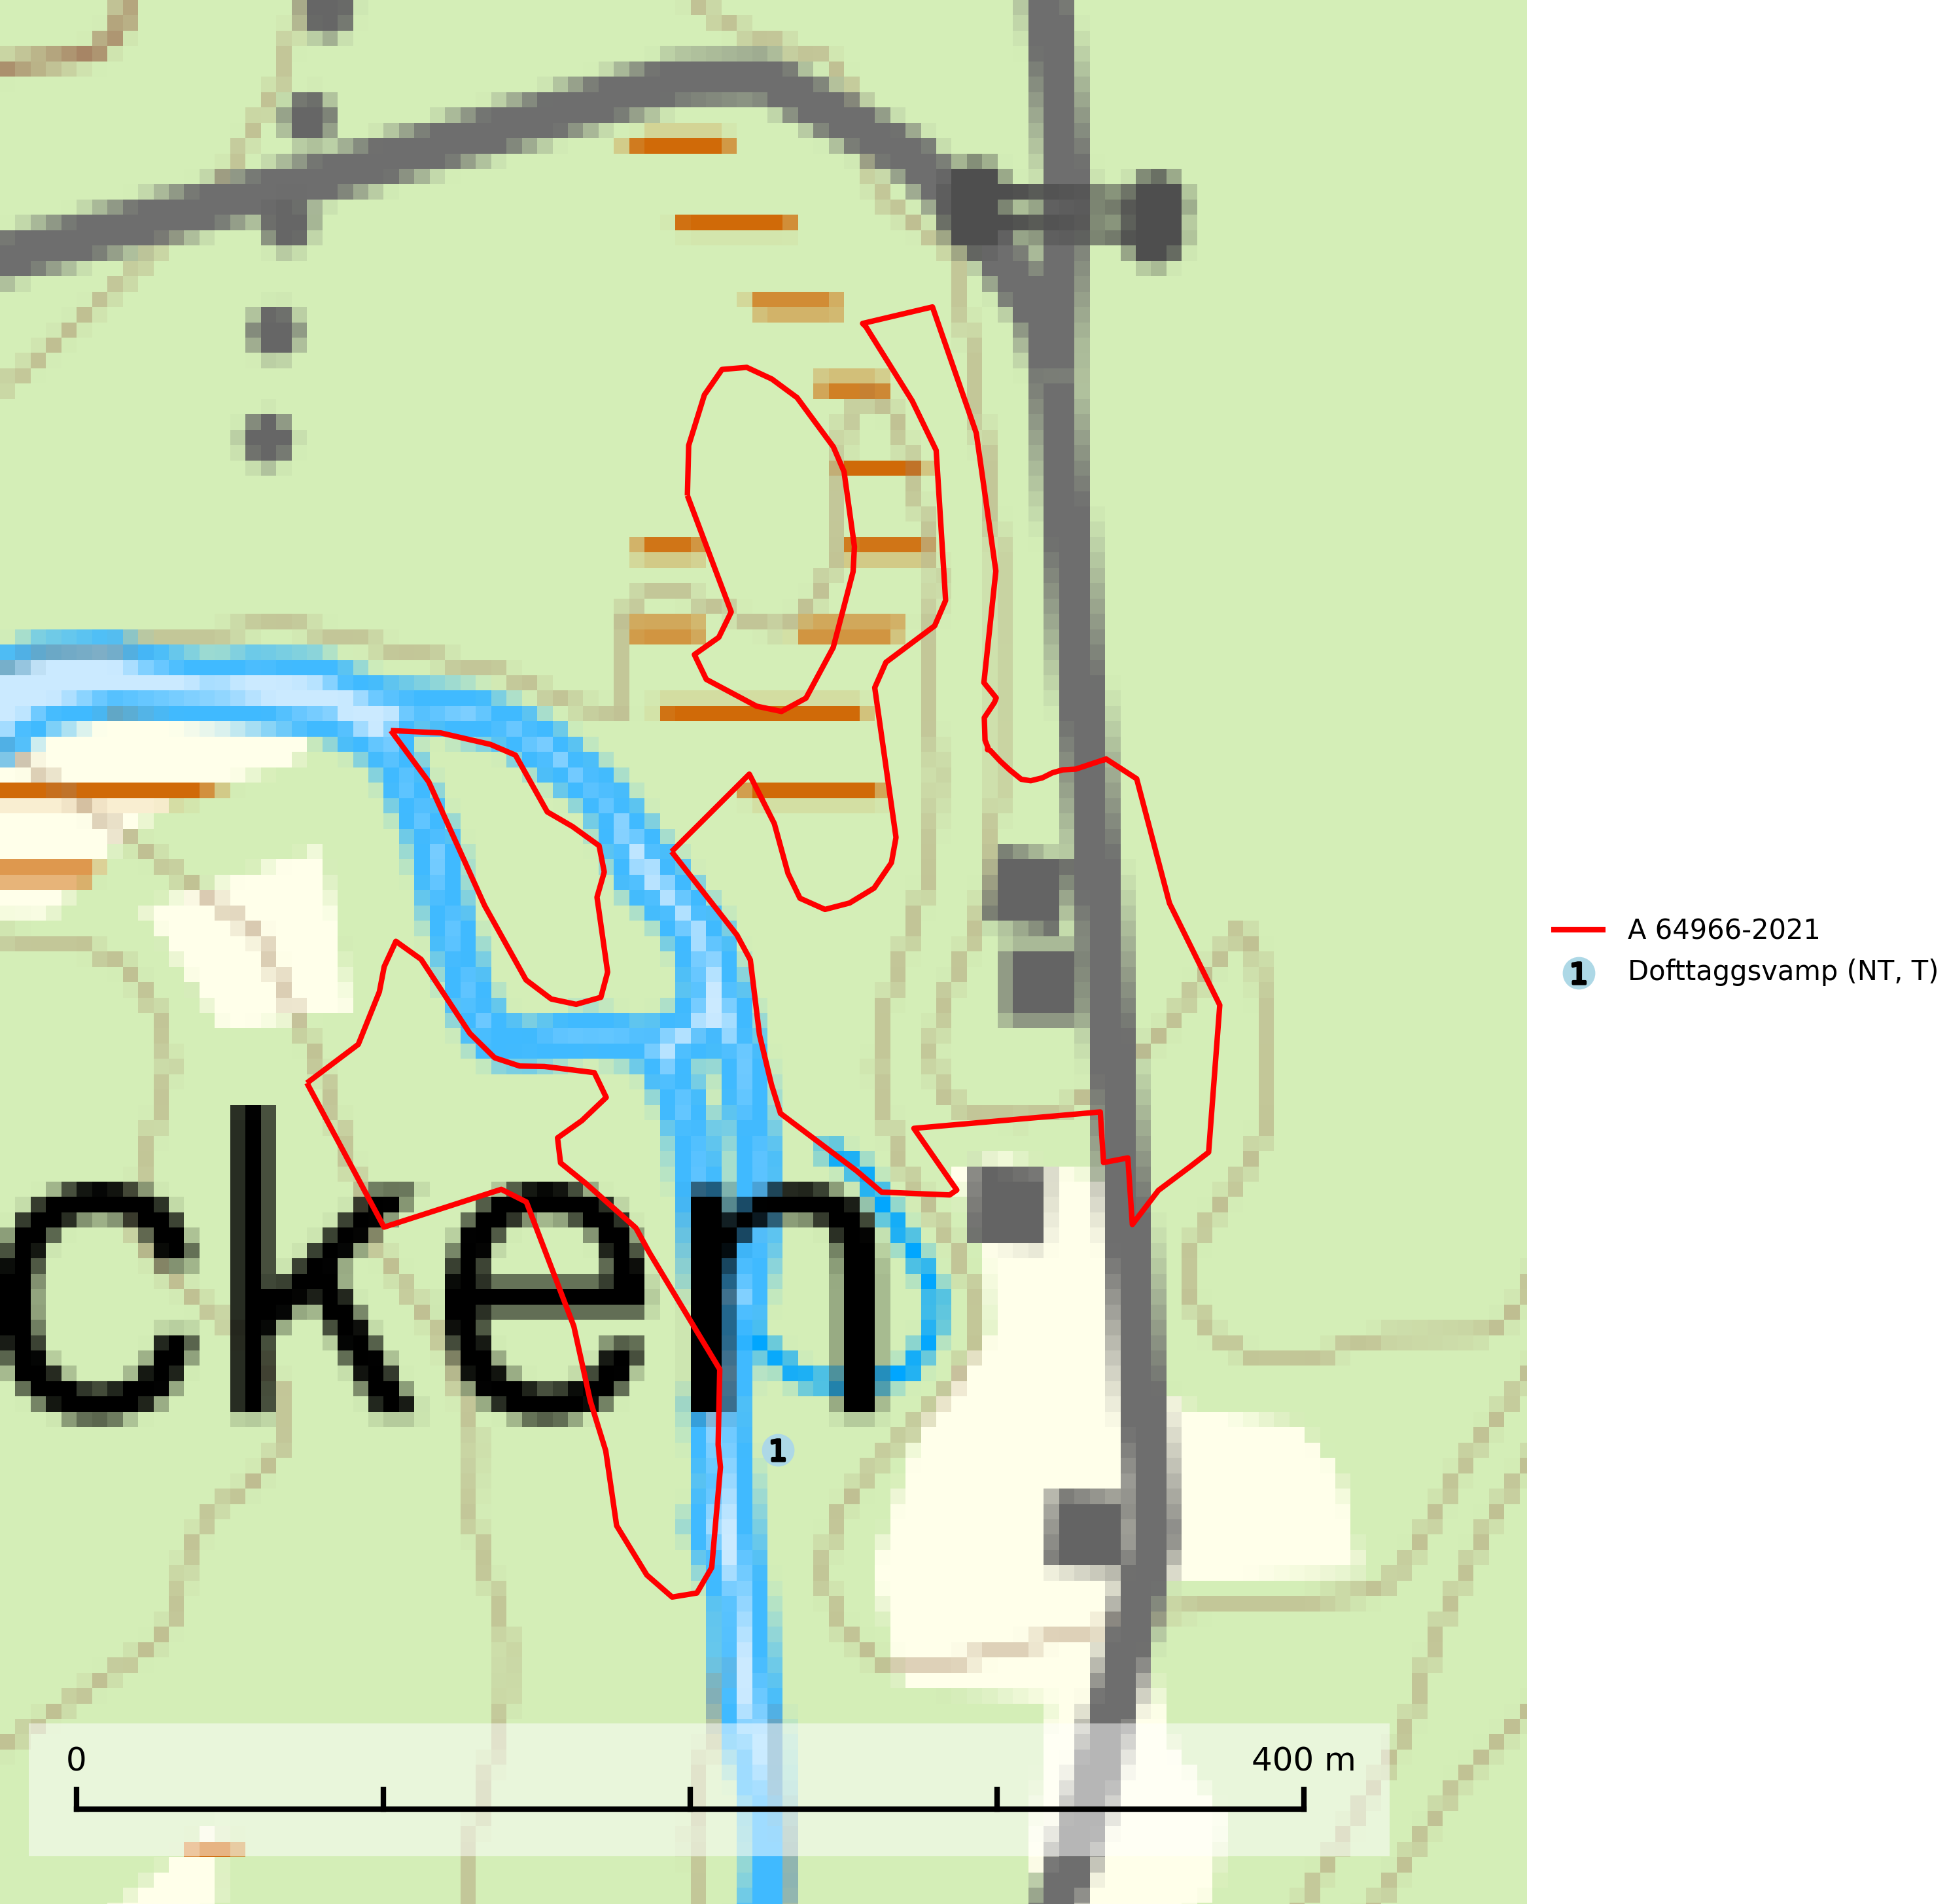 cken
1
0 400 m
A 64966-2021
1 Dofttaggsvamp (NT, T)